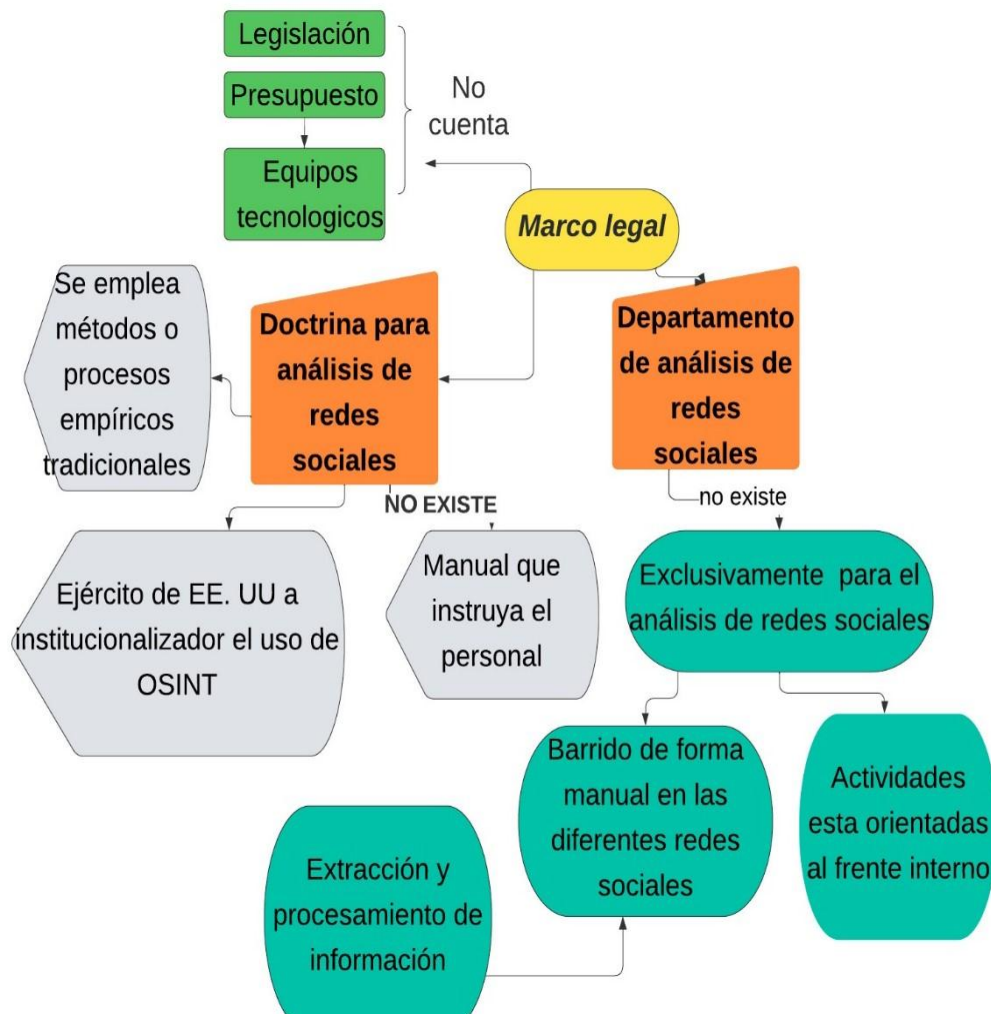 Legislación
Presupuesto
Equipos
tecnologicos
No
cuenta
Marco legal
Se emplea
métodos o
procesos
empíricos
tradicionales
Doctrina para
análisis de
redes
sociales
Departamento
de análisis de
redes
sociales
NO EXISTE
no existe
Ejército de EE. UU a
institucionalizador el uso de
OSINT
Manual que
instruya el
personal
Exclusivamente para el
análisis de redes sociales
Barrido de forma
manual en las
diferentes redes
sociales
Actividades
esta orientadas
al frente interno
Extracción y
procesamiento de
información